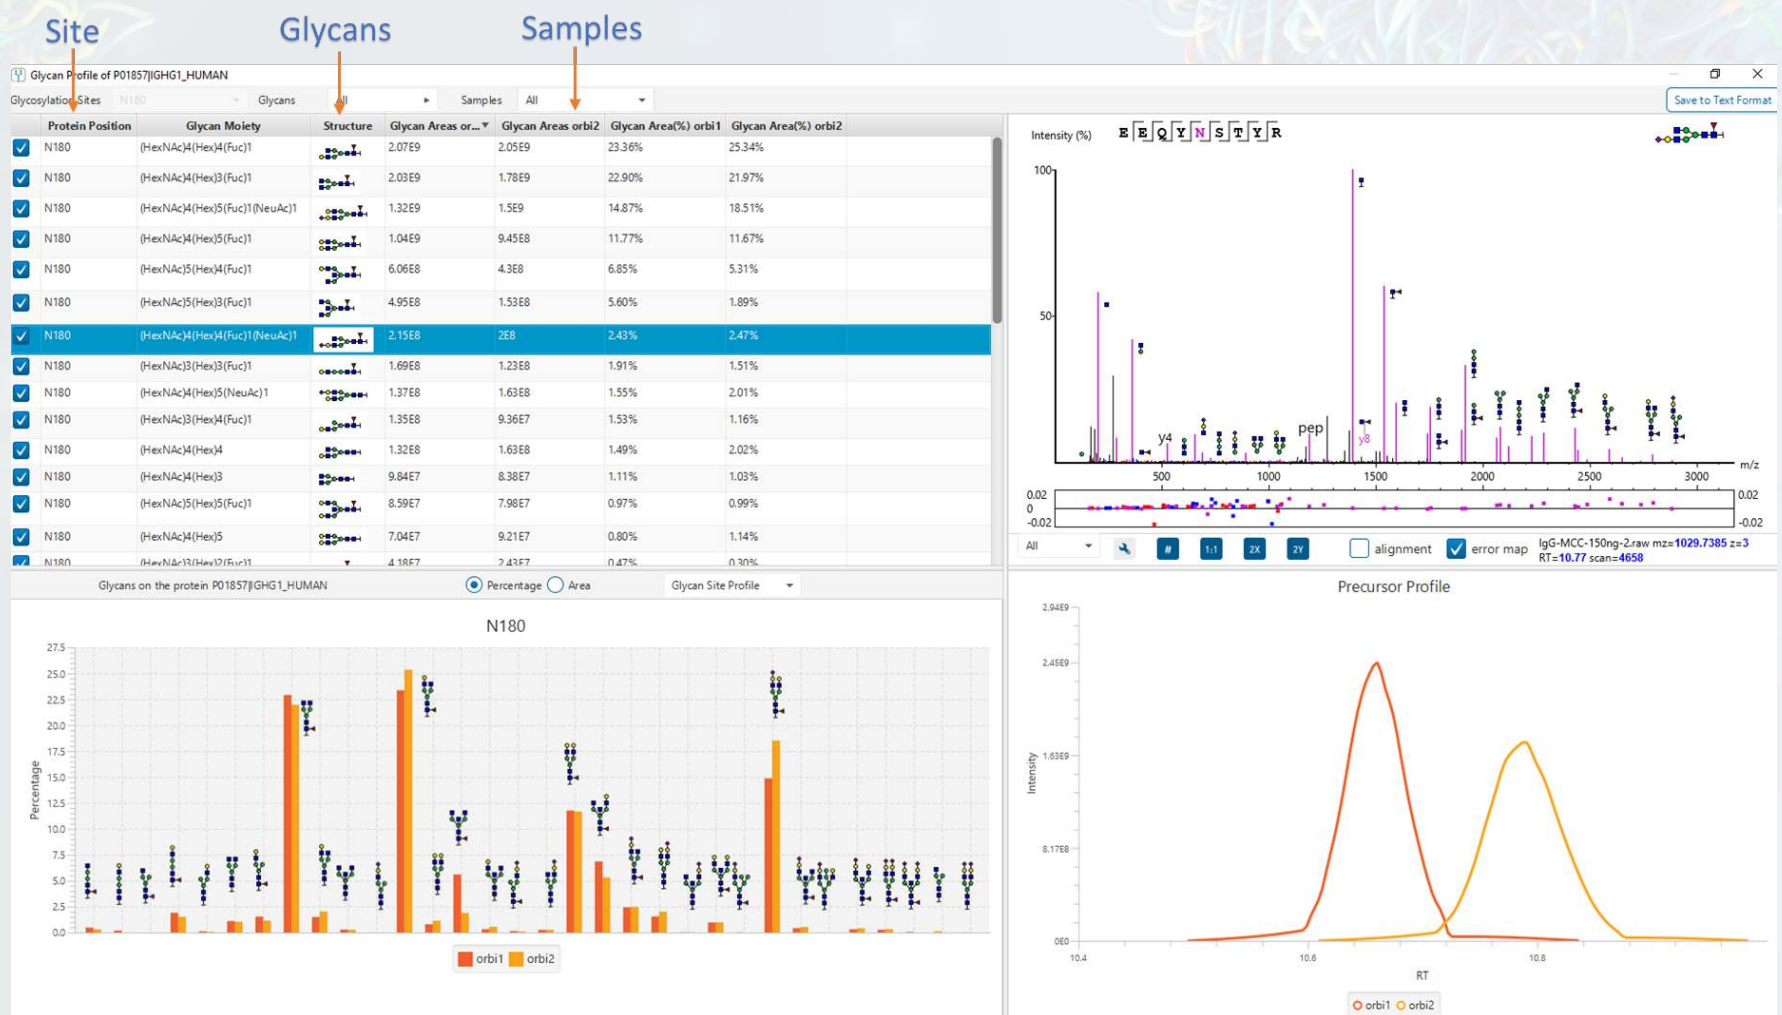 Site Glycans Samples
Glycan Profile of P01857|IGHG1_HUMAN
Glycosylation Sites N180 Glycans All Samples All Save to Text Format
Protein Position Glycan Moiety Structure Glycan Areas or... Glycan Areas orbi2 Glycan Area(%) orbi1 Glycan Area(%) orbi2
N180 (HexNAc)4(Hex)4(Fuc)1 2.07E9 2.05E9 23.36% 25.34%
N180 (HexNAc)4(Hex)3(Fuc)1 2.03E9 1.78E9 22.90% 21.97%
N180 (HexNAc)4(Hex)5(Fuc)1(NeuAc)1 1.32E9 1.5E9 14.87% 18.51%
N180 (HexNAc)4(Hex)5(Fuc)1 1.04E9 9.45E8 11.77% 11.67%
N180 (HexNAc)5(Hex)4(Fuc)1 6.06E8 4.3E8 6.85% 5.31%
N180 (HexNAc)5(Hex)3(Fuc)1 4.95E8 1.53E8 5.60% 1.89%
N180 (HexNAc)4(Hex)4(Fuc)1(NeuAc)1 2.15E8 2E8 2.43% 2.47%
N180 (HexNAc)3(Hex)3(Fuc)1 1.69E8 1.23E8 1.91% 1.51%
N180 (HexNAc)4(Hex)5(NeuAc)1 1.37E8 1.63E8 1.55% 2.01%
N180 (HexNAc)3(Hex)4(Fuc)1 1.35E8 9.36E7 1.53% 1.16%
N180 (HexNAc)4(Hex)4 1.32E8 1.63E8 1.49% 2.02%
N180 (HexNAc)4(Hex)3 9.84E7 8.38E7 1.11% 1.03%
N180 (HexNAc)5(Hex)5(Fuc)1 8.59E7 7.98E7 0.97% 0.99%
N180 (HexNAc)4(Hex)5 7.04E7 9.21E7 0.80% 1.14%
N180 (HexNAc)3(Hex)2(Fuc)1 4.18E7 2.43E7 0.47% 0.30%
Intensity (%) E E Q Y N S T Y R
100
50
y4 pep y8
m/z
500 1000 1500 2000 2500 3000
0.02 0.02
0
-0.02 -0.02
All # 1:1 2X 2Y alignment error map IgG-MCC-150ng-2.raw mz=1029.7385 z=3
RT=10.77 scan=4658
Glycans on the protein P01857|IGHG1_HUMAN Percentage Area Glycan Site Profile
N180
27.5
25.0
22.5
20.0
17.5
15.0
12.5
10.0
7.5
5.0
2.5
0.0
Percentage
orbi1 orbi2
Precursor Profile
2.94E9
2.45E9
1.63E9
8.17E8
0E0
Intensity
10.4 10.6 10.8
RT
orbi1 orbi2